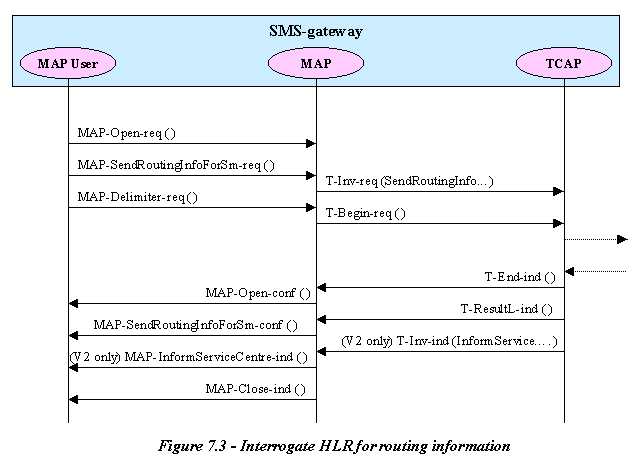 SMS-gateway
MAP User
MAP
TCAP
MAP-Open-req ()
MAP-SendRoutingInfoForSm-req ()
T-Inv-req (SendRoutingInfo...)
MAP-Delimiter-req ()
T-Begin-req ()
T-End-ind ()
MAP-Open-conf ()
T-ResultL-ind ()
MAP-SendRoutingInfoForSm-conf ()
(V2 only) T-Inv-ind (InformService....)
(V2 only) MAP-InformServiceCentre-ind ()
MAP-Close-ind ()
Figure 7.3 - Interrogate HLR for routing information